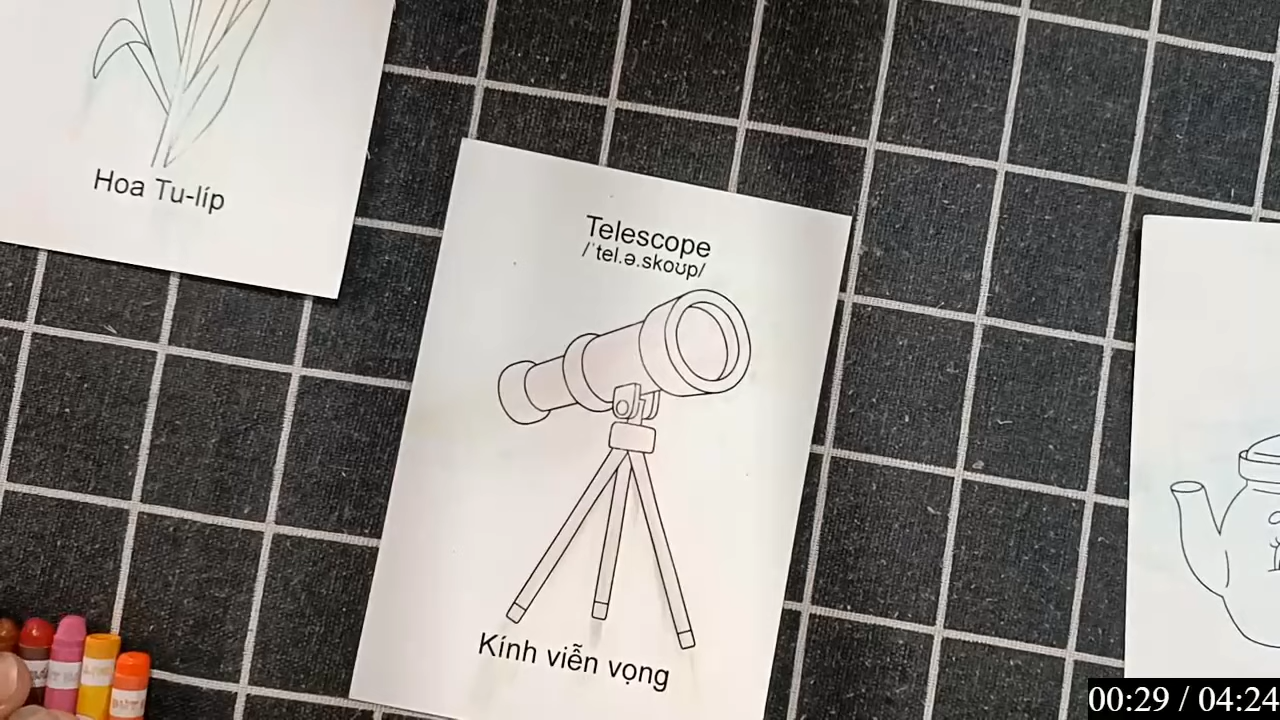 Hoa Tu-líp
Telescope
/ˈtel.ə.skoʊp/
Kính viễn vọng
00:29 / 04:24